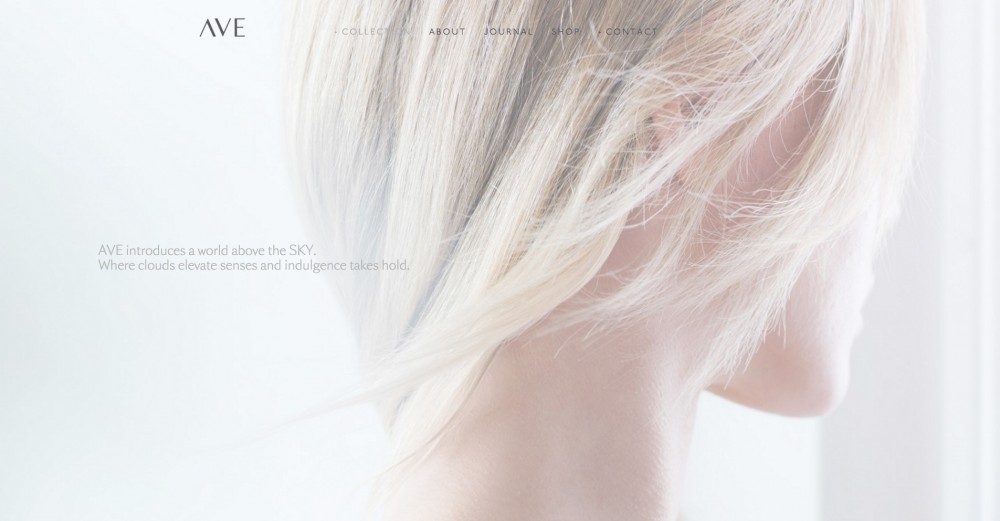 AVE
COLLECTION
ABOUT
JOURNAL
SHOP
CONTACT
AVE introduces a world above the SKY.
Where clouds elevate senses and indulgence takes hold.